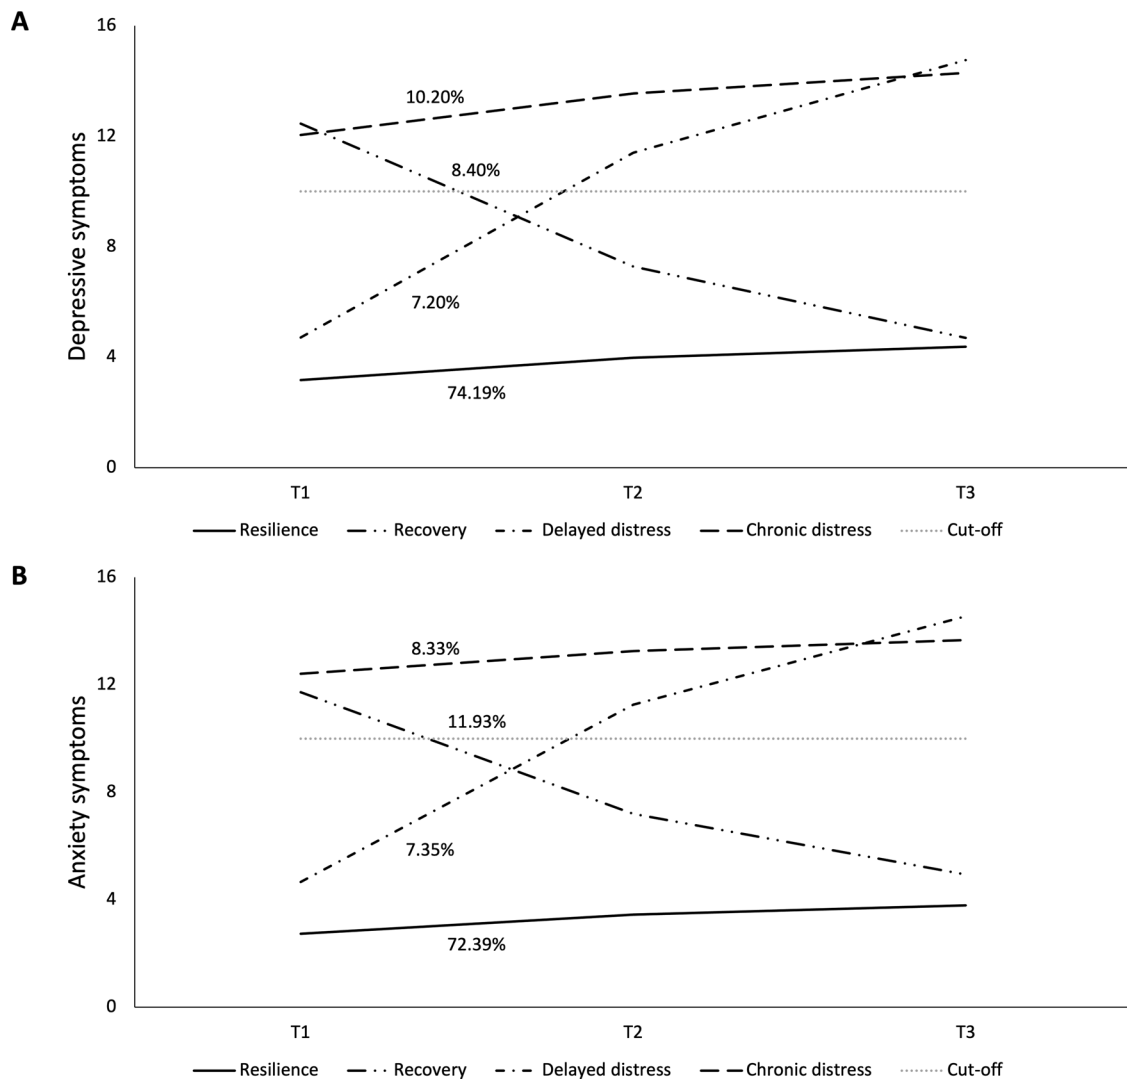 A
16
12
8
4
0
Depressive symptoms
10.20%
8.40%
7.20%
74.19%
T1 T2 T3
Resilience Recovery Delayed distress Chronic distress Cut-off
B
16
12
8
4
0
Anxiety symptoms
8.33%
11.93%
7.35%
72.39%
T1 T2 T3
Resilience Recovery Delayed distress Chronic distress Cut-off